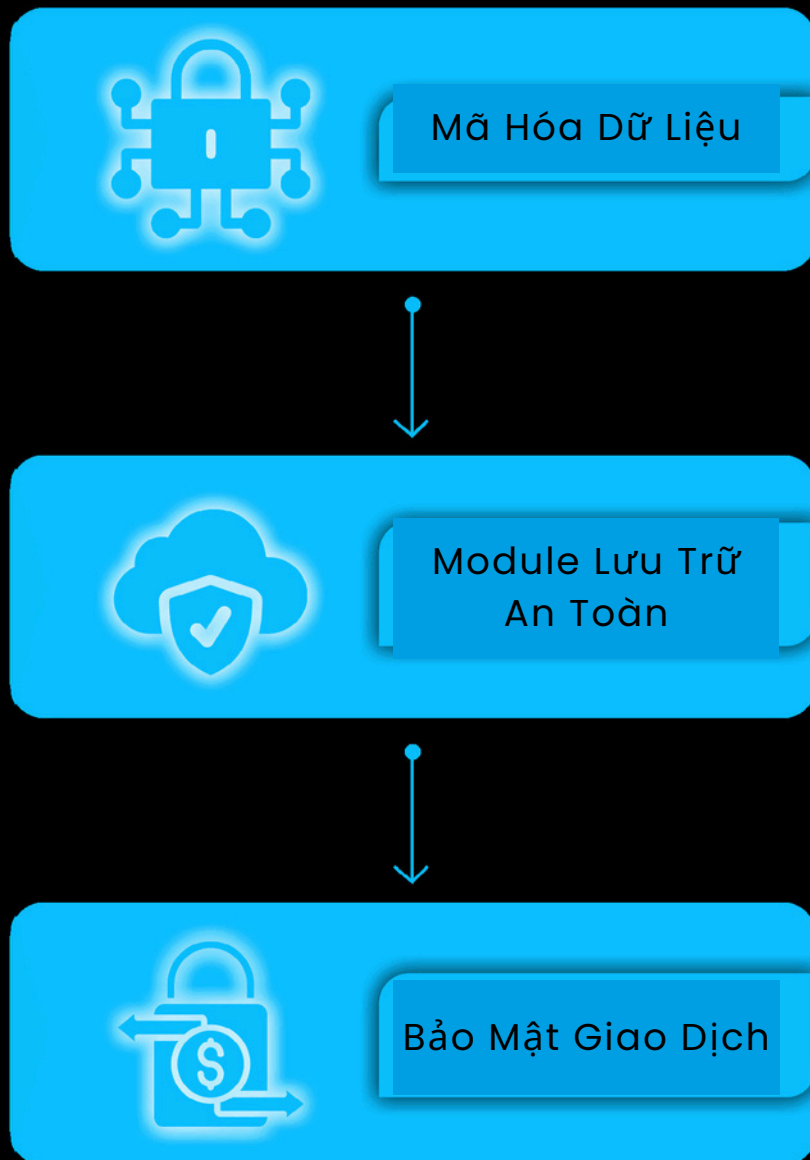 Mã Hóa Dữ Liệu
Module Lưu Trữ
An Toàn
Bảo Mật Giao Dịch